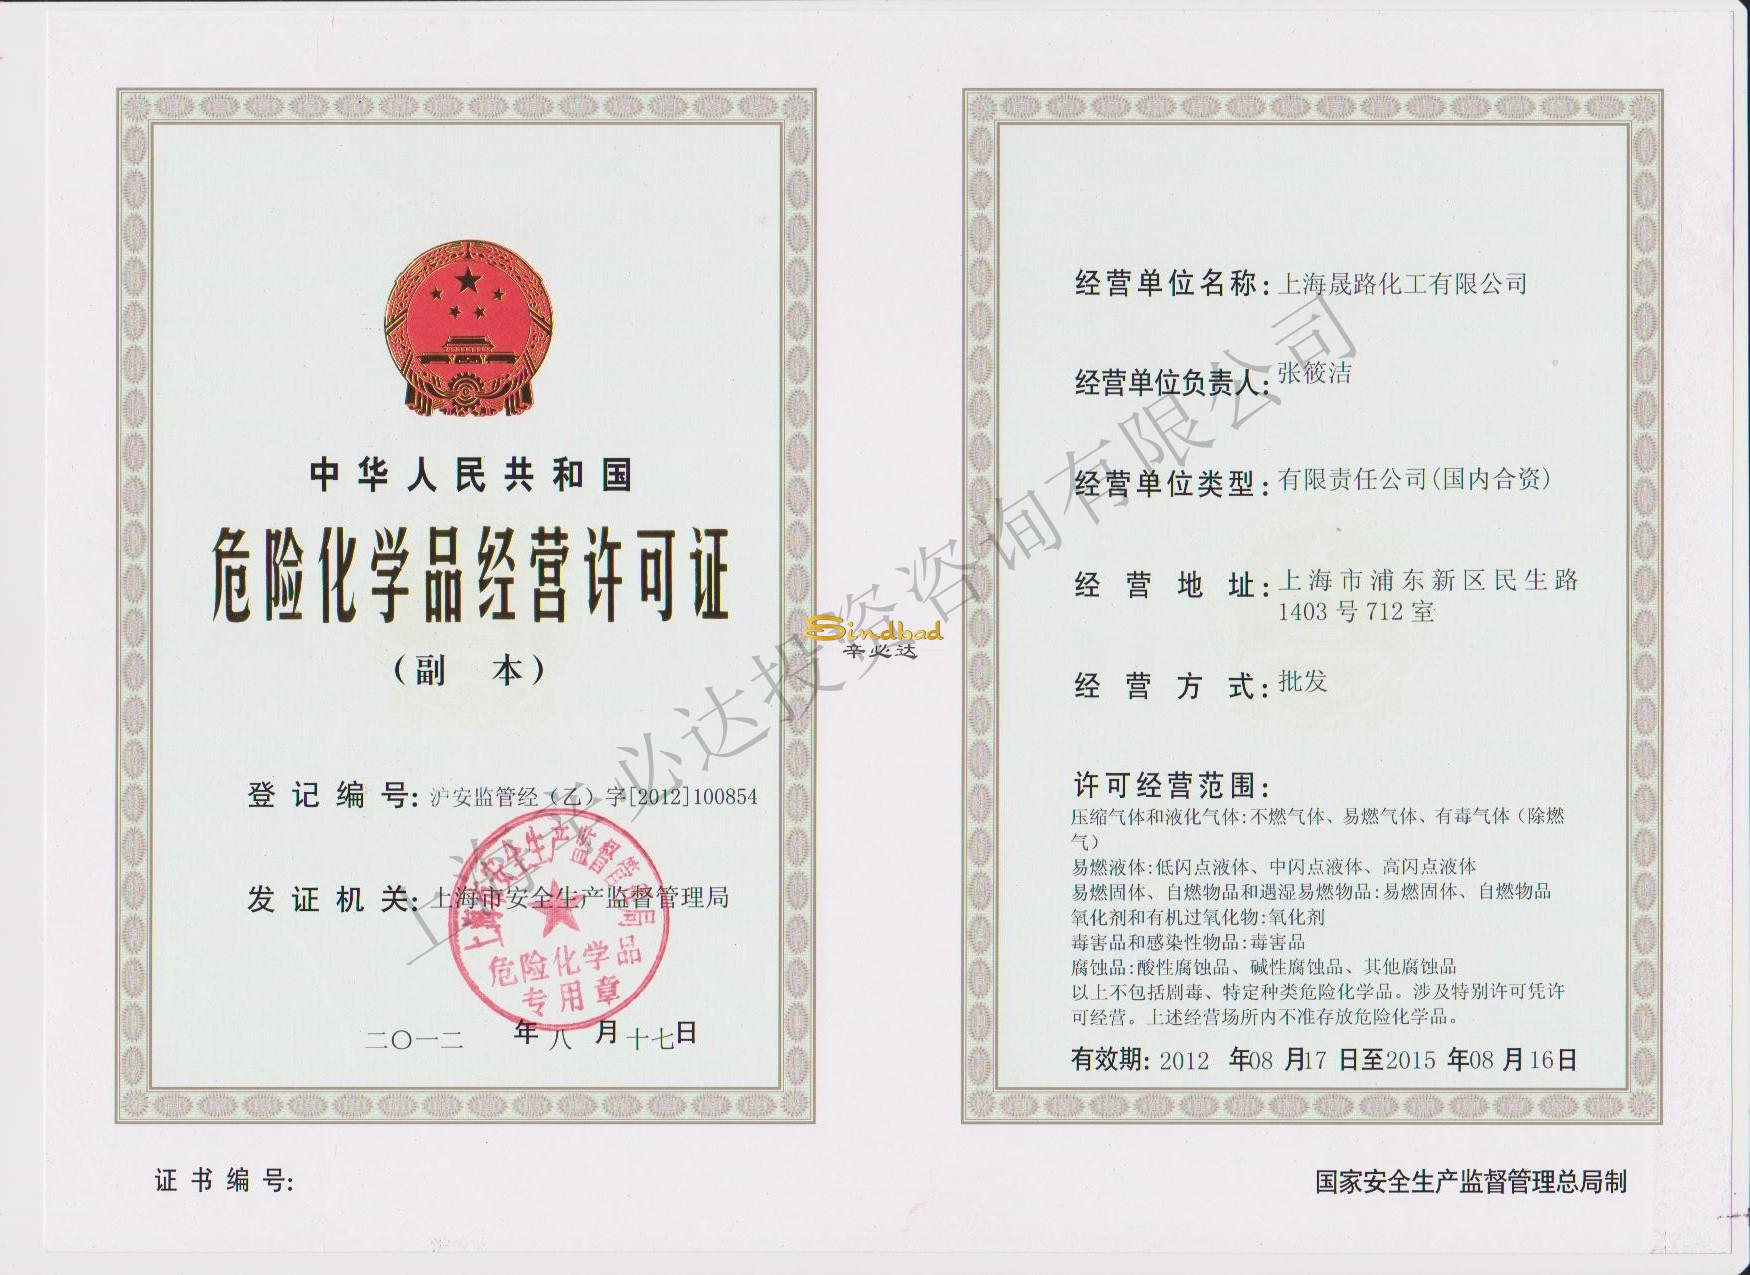 中华人民共和国
危险化学品经营许可证
（副 本）
登记编号: 沪安监管经（乙）字[2012]100854
发证机关: 上海市安全生产监督管理局
二〇一二 年 八 月 十七日
上海市安全生产监督管理局
危险化学品
专用章
证书编号:
经营单位名称: 上海晟路化工有限公司
经营单位负责人: 张筱洁
经营单位类型: 有限责任公司(国内合资)
经营地址: 上海市浦东新区民生路
1403号712室
经营方式: 批发
许可经营范围:
压缩气体和液化气体:不燃气体、易燃气体、有毒气体（除燃
气）
易燃液体:低闪点液体、中闪点液体、高闪点液体
易燃固体、自燃物品和遇湿易燃物品:易燃固体、自燃物品
氧化剂和有机过氧化物:氧化剂
毒害品和感染性物品:毒害品
腐蚀品:酸性腐蚀品、碱性腐蚀品、其他腐蚀品
以上不包括剧毒、特定种类危险化学品。涉及特别许可凭许
可经营。上述经营场所内不准存放危险化学品。
有效期: 2012 年08 月17 日至2015 年08 月16日
国家安全生产监督管理总局制
Sindbad
辛必达
上海辛必达投资咨询有限公司